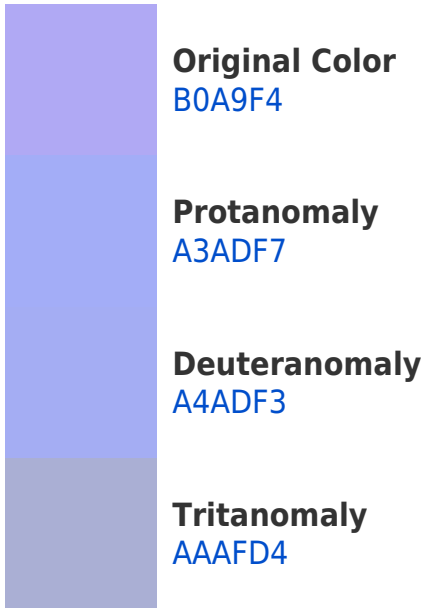 Original Color
B0A9F4
Protanomaly
A3ADF7
Deuteranomaly
A4ADF3
Tritanomaly
AAAFD4